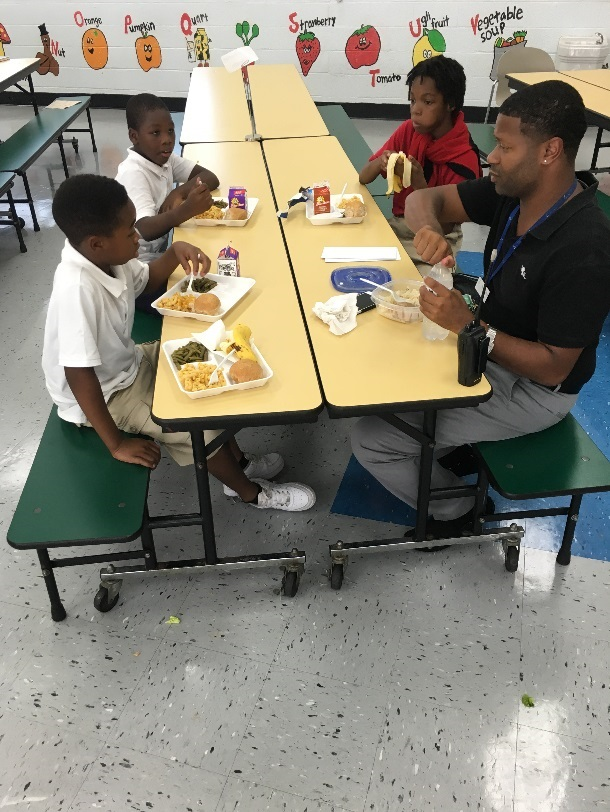 Nut
Orange
Pumpkin
Quart
Strawberry
Tomato
Ugli fruit
Vegetable
soup